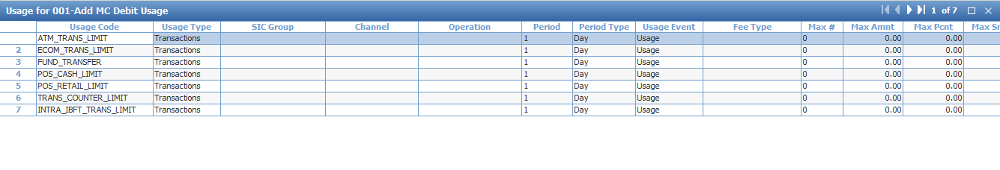 Usage for 001-Add MC Debit Usage 1 of 7
Usage Code Usage Type SIC Group Channel Operation Period Period Type Usage Event Fee Type Max # Max Amnt Max Pcnt Max Sr
ATM_TRANS_LIMIT Transactions 1 Day Usage 0 0.00 0.00
2 ECOM_TRANS_LIMIT Transactions 1 Day Usage 0 0.00 0.00
3 FUND_TRANSFER Transactions 1 Day Usage 0 0.00 0.00
4 POS_CASH_LIMIT Transactions 1 Day Usage 0 0.00 0.00
5 POS_RETAIL_LIMIT Transactions 1 Day Usage 0 0.00 0.00
6 TRANS_COUNTER_LIMIT Transactions 1 Day Usage 0 0.00 0.00
7 INTRA_IBFT_TRANS_LIMIT Transactions 1 Day Usage 0 0.00 0.00